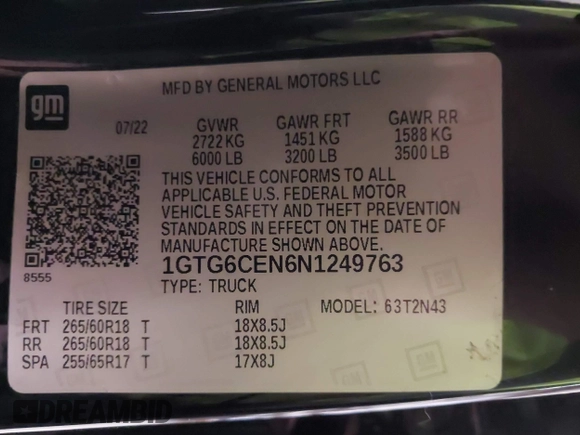 gm
MFD BY GENERAL MOTORS LLC
07/22 GVWR GAWR FRT GAWR RR
2722 KG 1451 KG 1588 KG
6000 LB 3200 LB 3500 LB
THIS VEHICLE CONFORMS TO ALL
APPLICABLE U.S. FEDERAL MOTOR
VEHICLE SAFETY AND THEFT PREVENTION
STANDARDS IN EFFECT ON THE DATE OF
MANUFACTURE SHOWN ABOVE.
8555
1GTG6CEN6N1249763
TYPE: TRUCK
TIRE SIZE RIM MODEL: 63T2N43
FRT 265/60R18 T 18X8.5J
RR 265/60R18 T 18X8.5J
SPA 255/65R17 T 17X8J
GM
GM
GM
DREAMBID